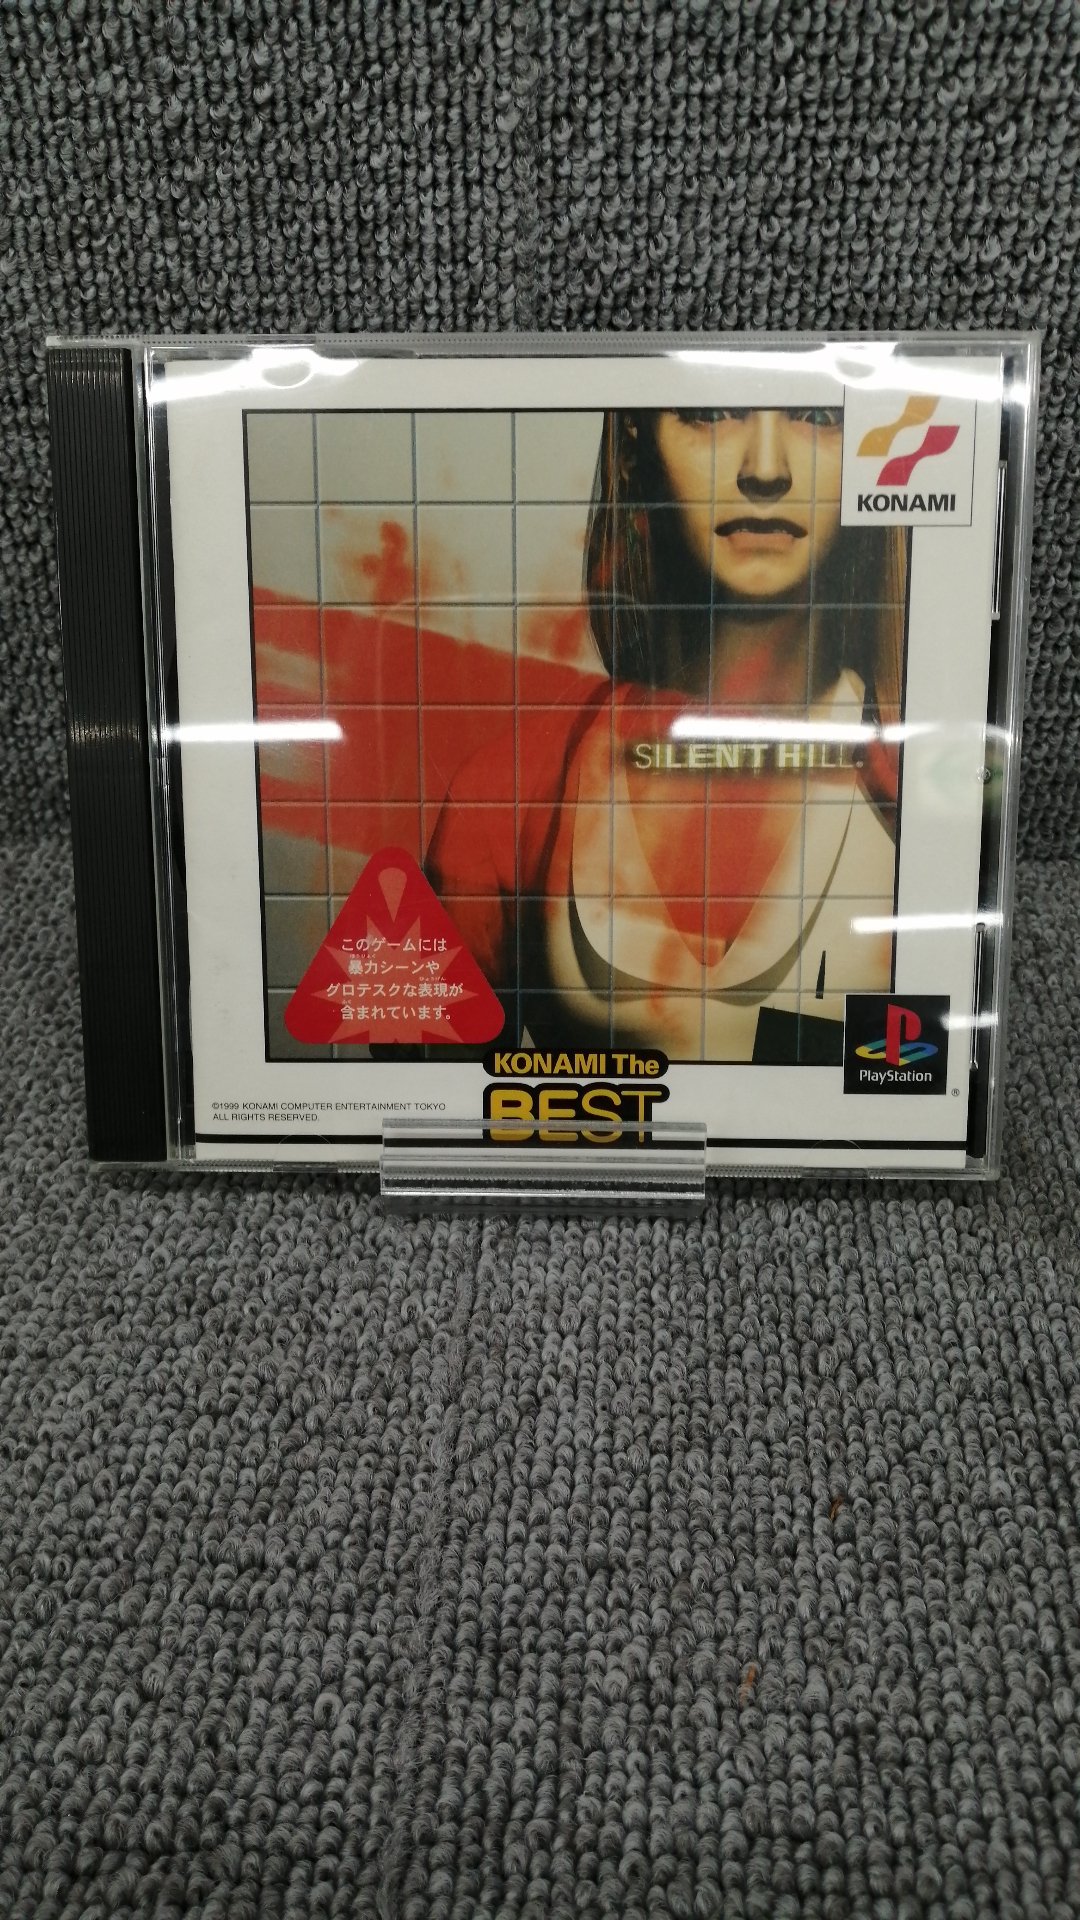 KONAMI
SILENT HILL®
このゲームには
暴力シーンや
グロテスクな表現が
含まれています。
KONAMI The
BEST
PlayStation
®
©1999 KONAMI COMPUTER ENTERTAINMENT TOKYO
ALL RIGHTS RESERVED.